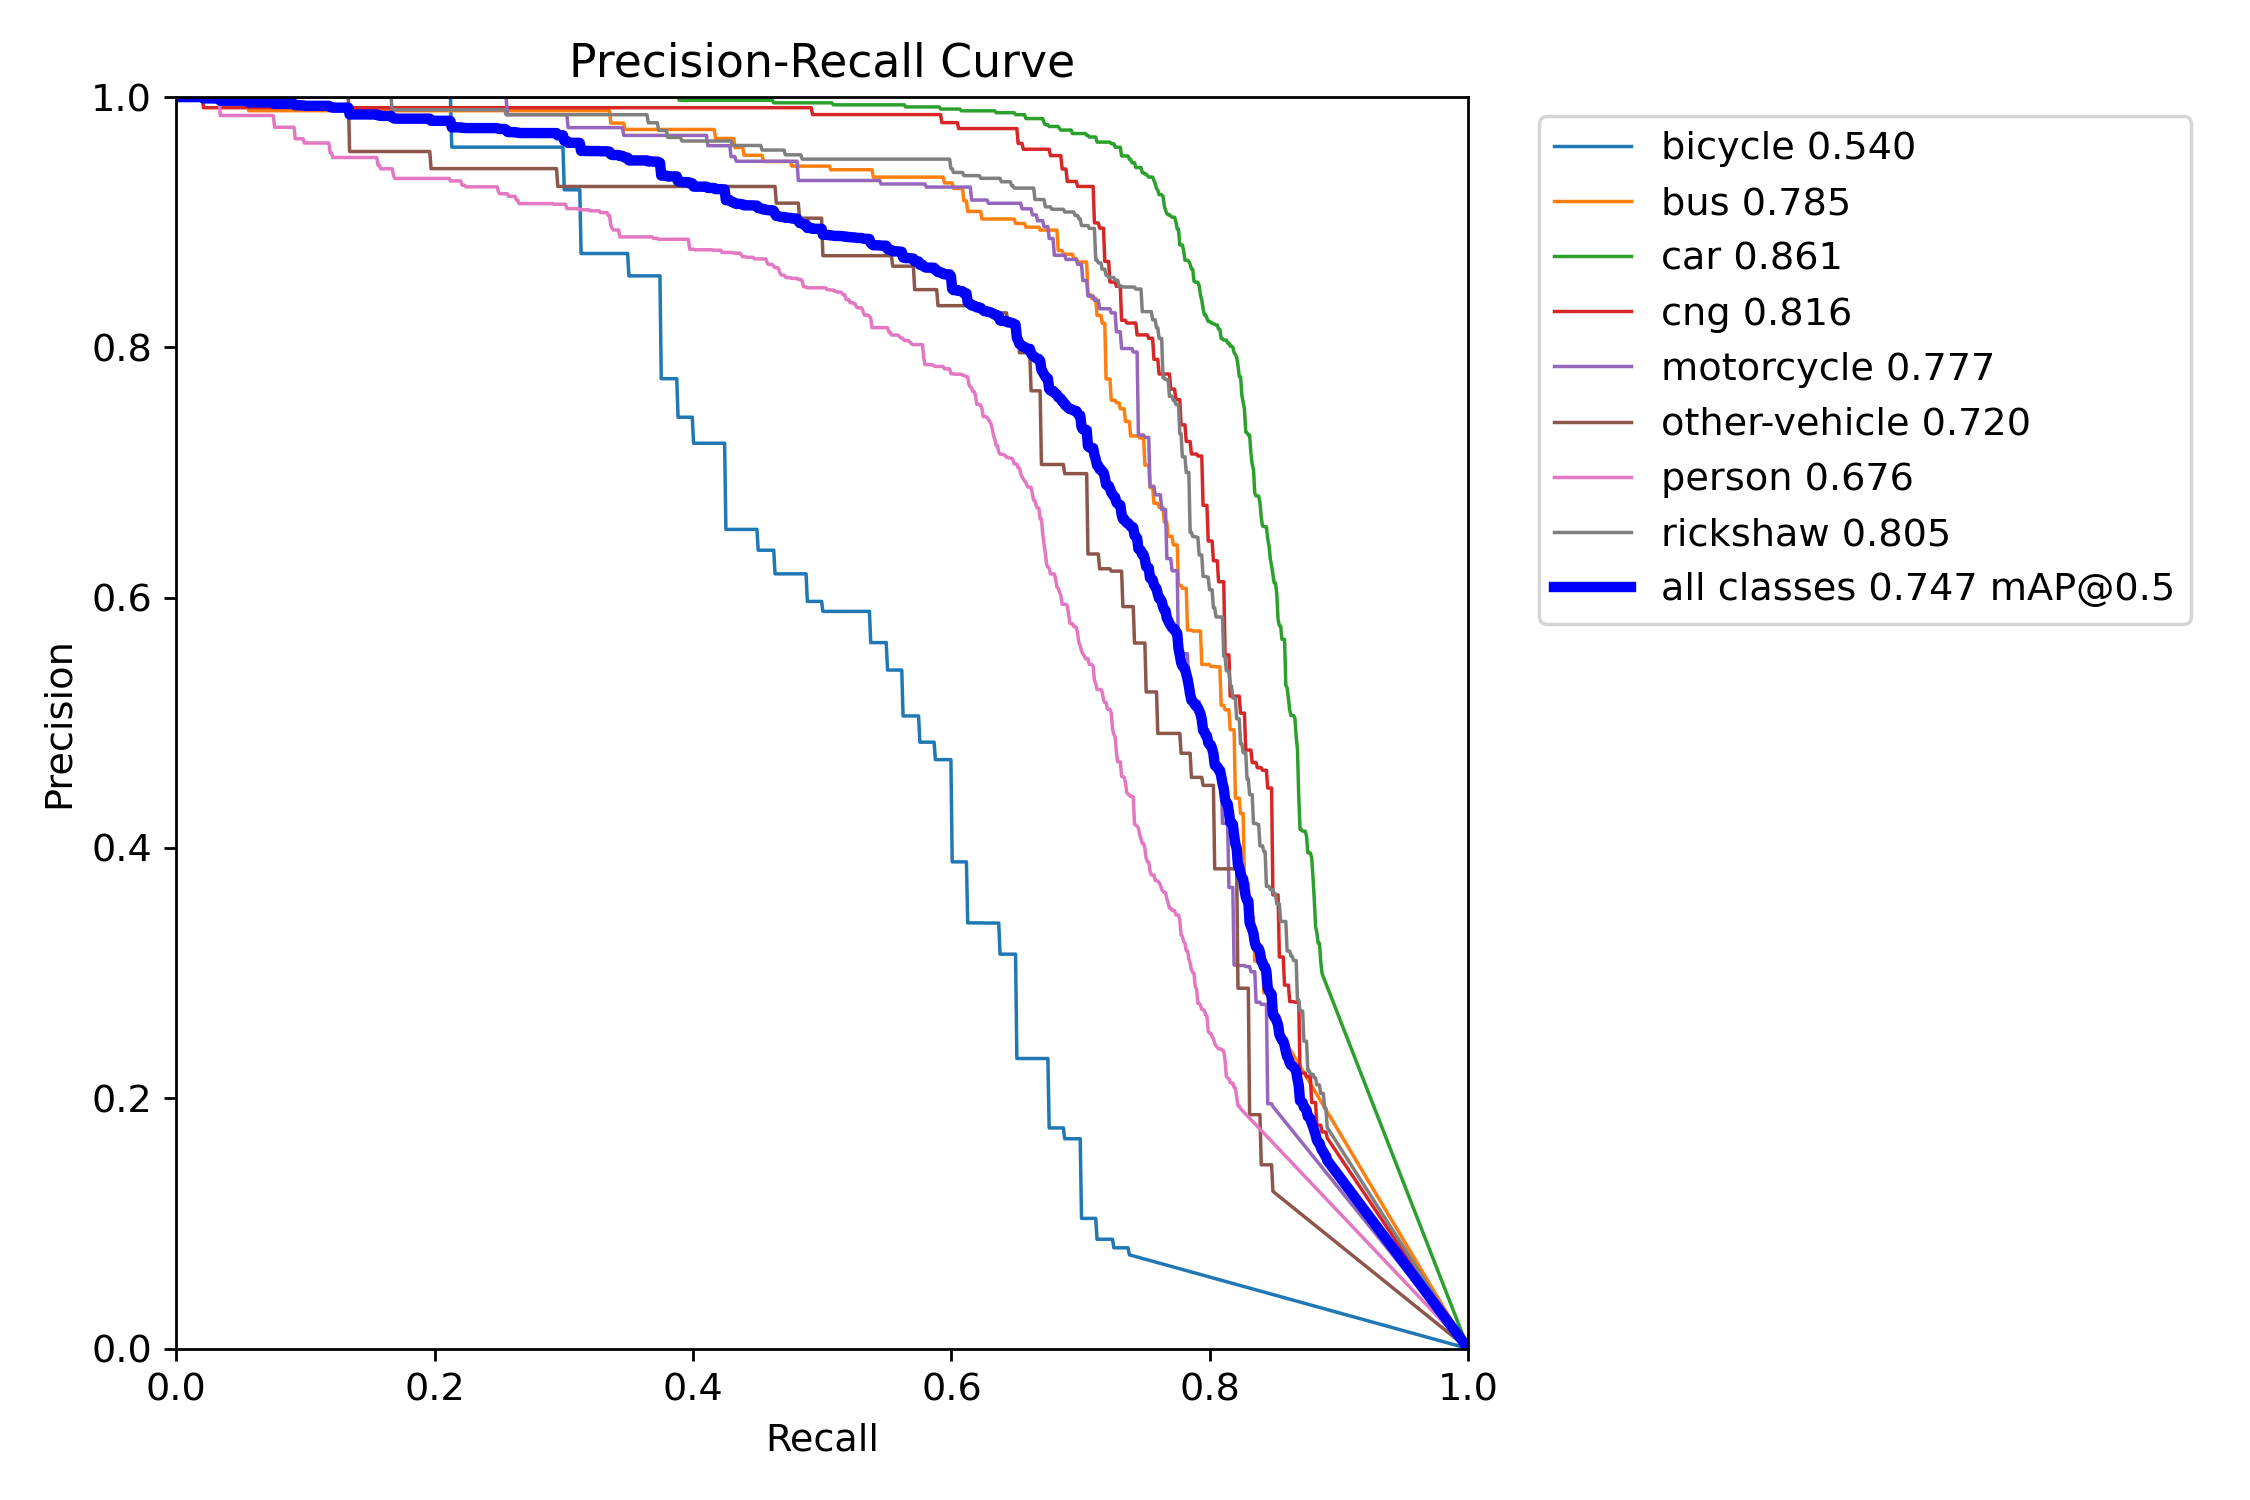 Precision-Recall Curve
1.0
0.8
0.6
0.4
0.2
0.0
Precision
0.0 0.2 0.4 0.6 0.8 1.0
Recall
bicycle 0.540
bus 0.785
car 0.861
cng 0.816
motorcycle 0.777
other-vehicle 0.720
person 0.676
rickshaw 0.805
all classes 0.747 mAP@0.5